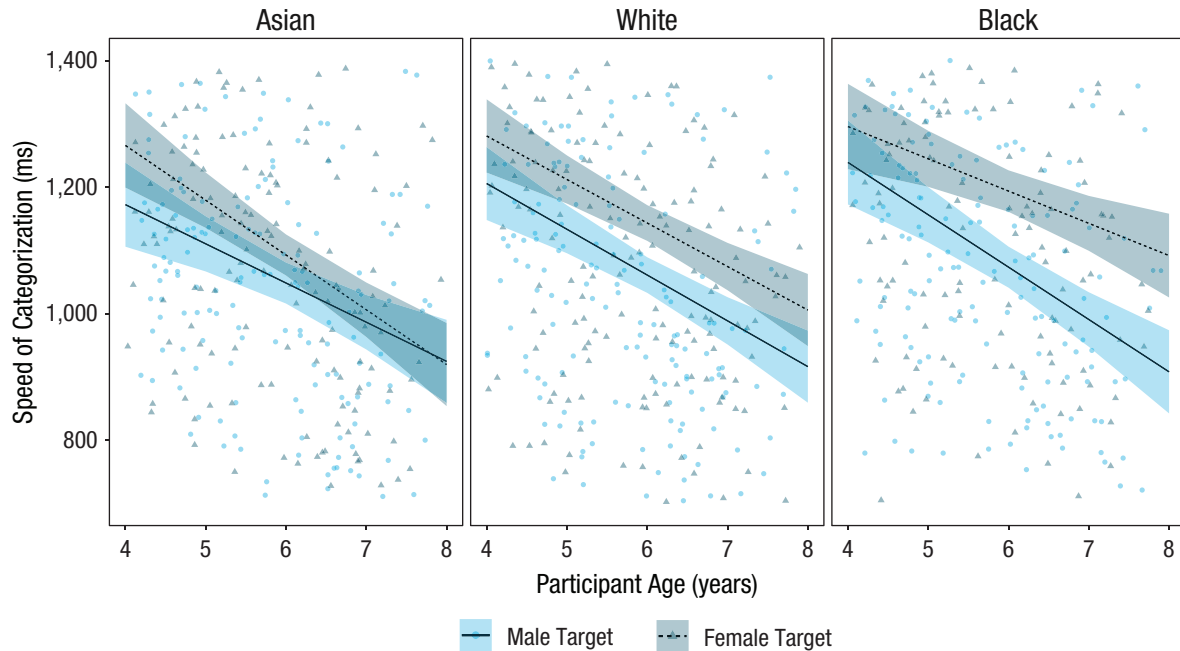 Asian White Black
Speed of Categorization (ms)
1,400
1,200
1,000
800
4 5 6 7 8 4 5 6 7 8 4 5 6 7 8
Participant Age (years)
Male Target Female Target